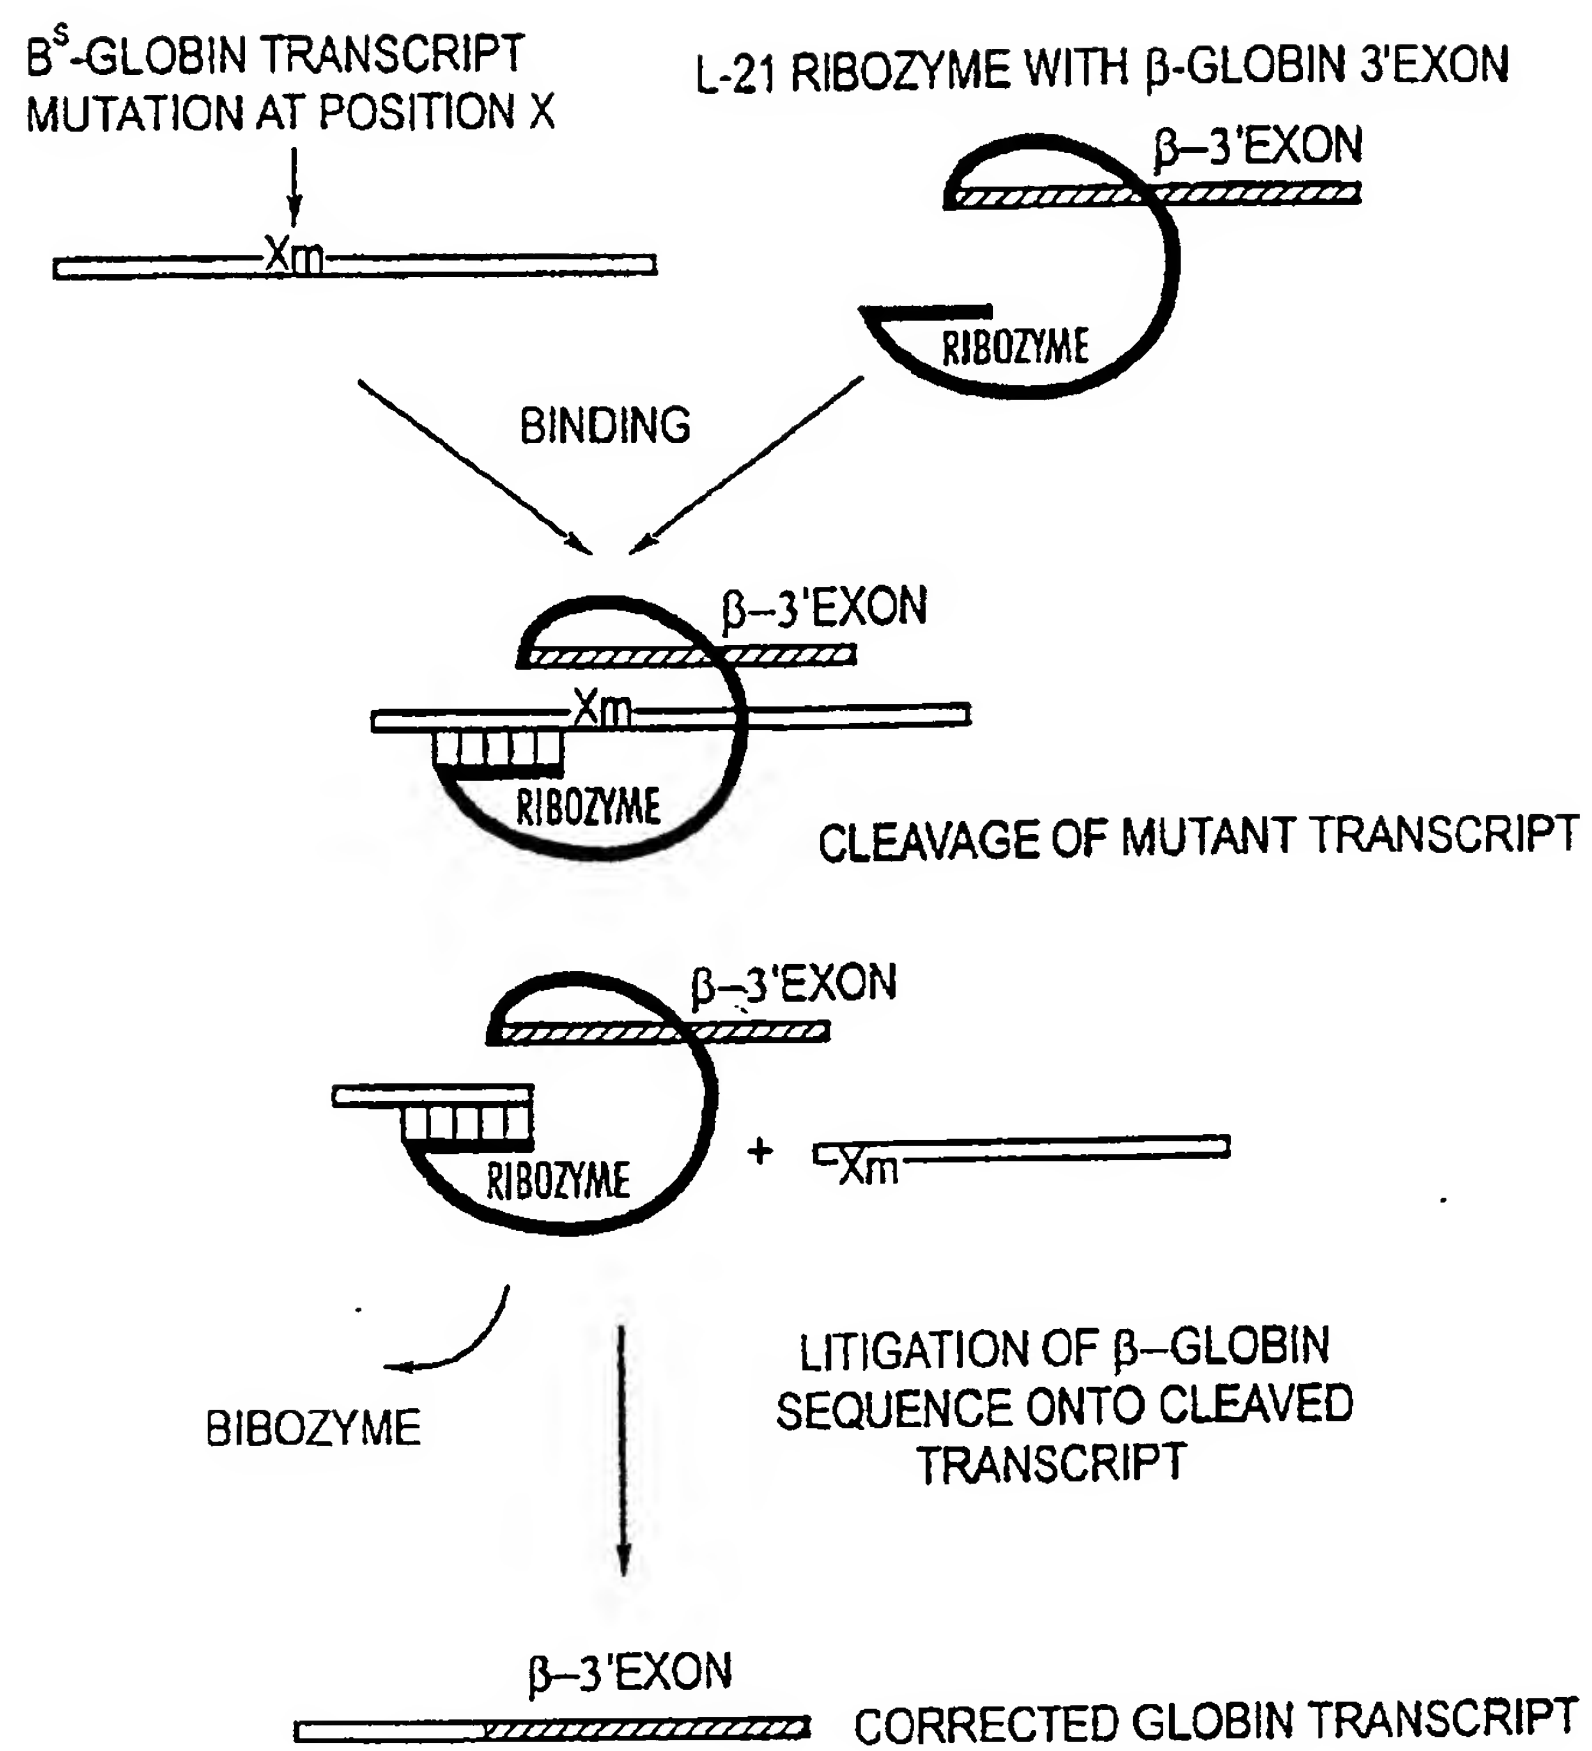 Bˢ-GLOBIN TRANSCRIPT
MUTATION AT POSITION X
L-21 RIBOZYME WITH β-GLOBIN 3'EXON
β–3'EXON
Xm
RIBOZYME
BINDING
β–3'EXON
Xm
RIBOZYME
CLEAVAGE OF MUTANT TRANSCRIPT
β–3'EXON
RIBOZYME
+
Xm
LITIGATION OF β–GLOBIN
SEQUENCE ONTO CLEAVED
TRANSCRIPT
BIBOZYME
β–3'EXON
CORRECTED GLOBIN TRANSCRIPT